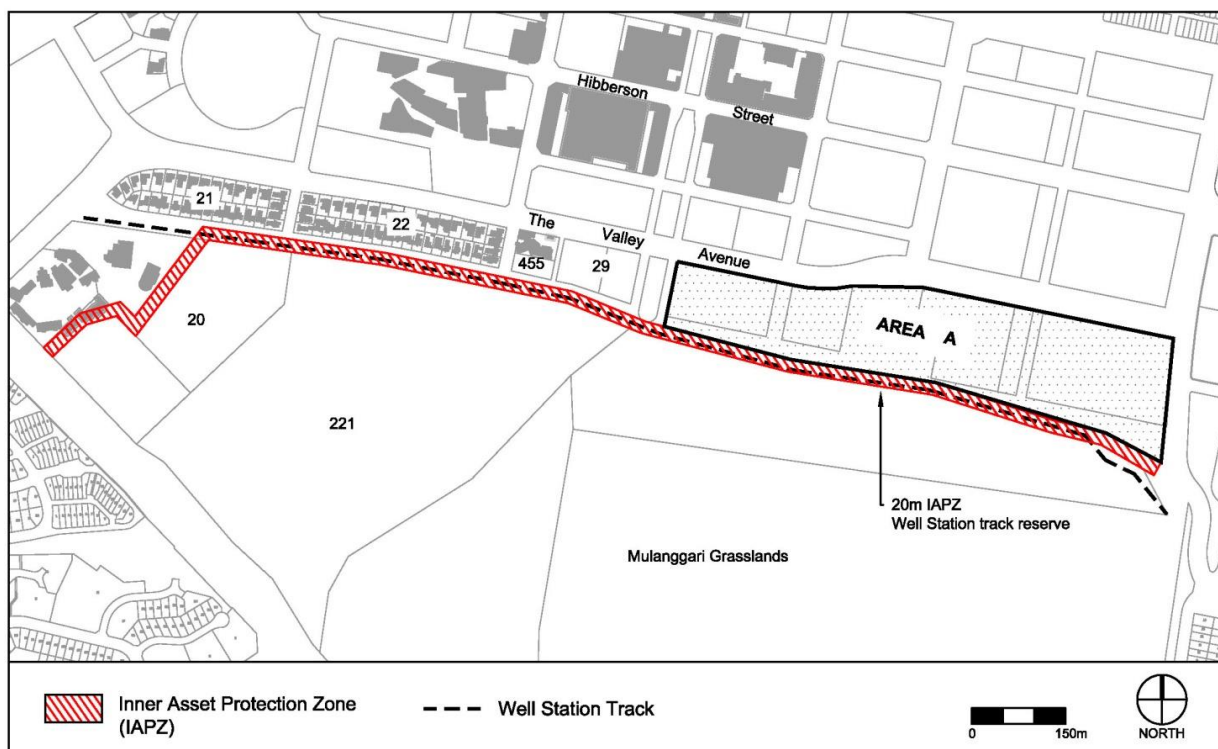 Hibberson
Street
21
22
The
Valley
455
29
Avenue
AREA A
20
221
20m IAPZ
Well Station track reserve
Mulanggari Grasslands
Inner Asset Protection Zone
(IAPZ)
Well Station Track
0
150m
NORTH